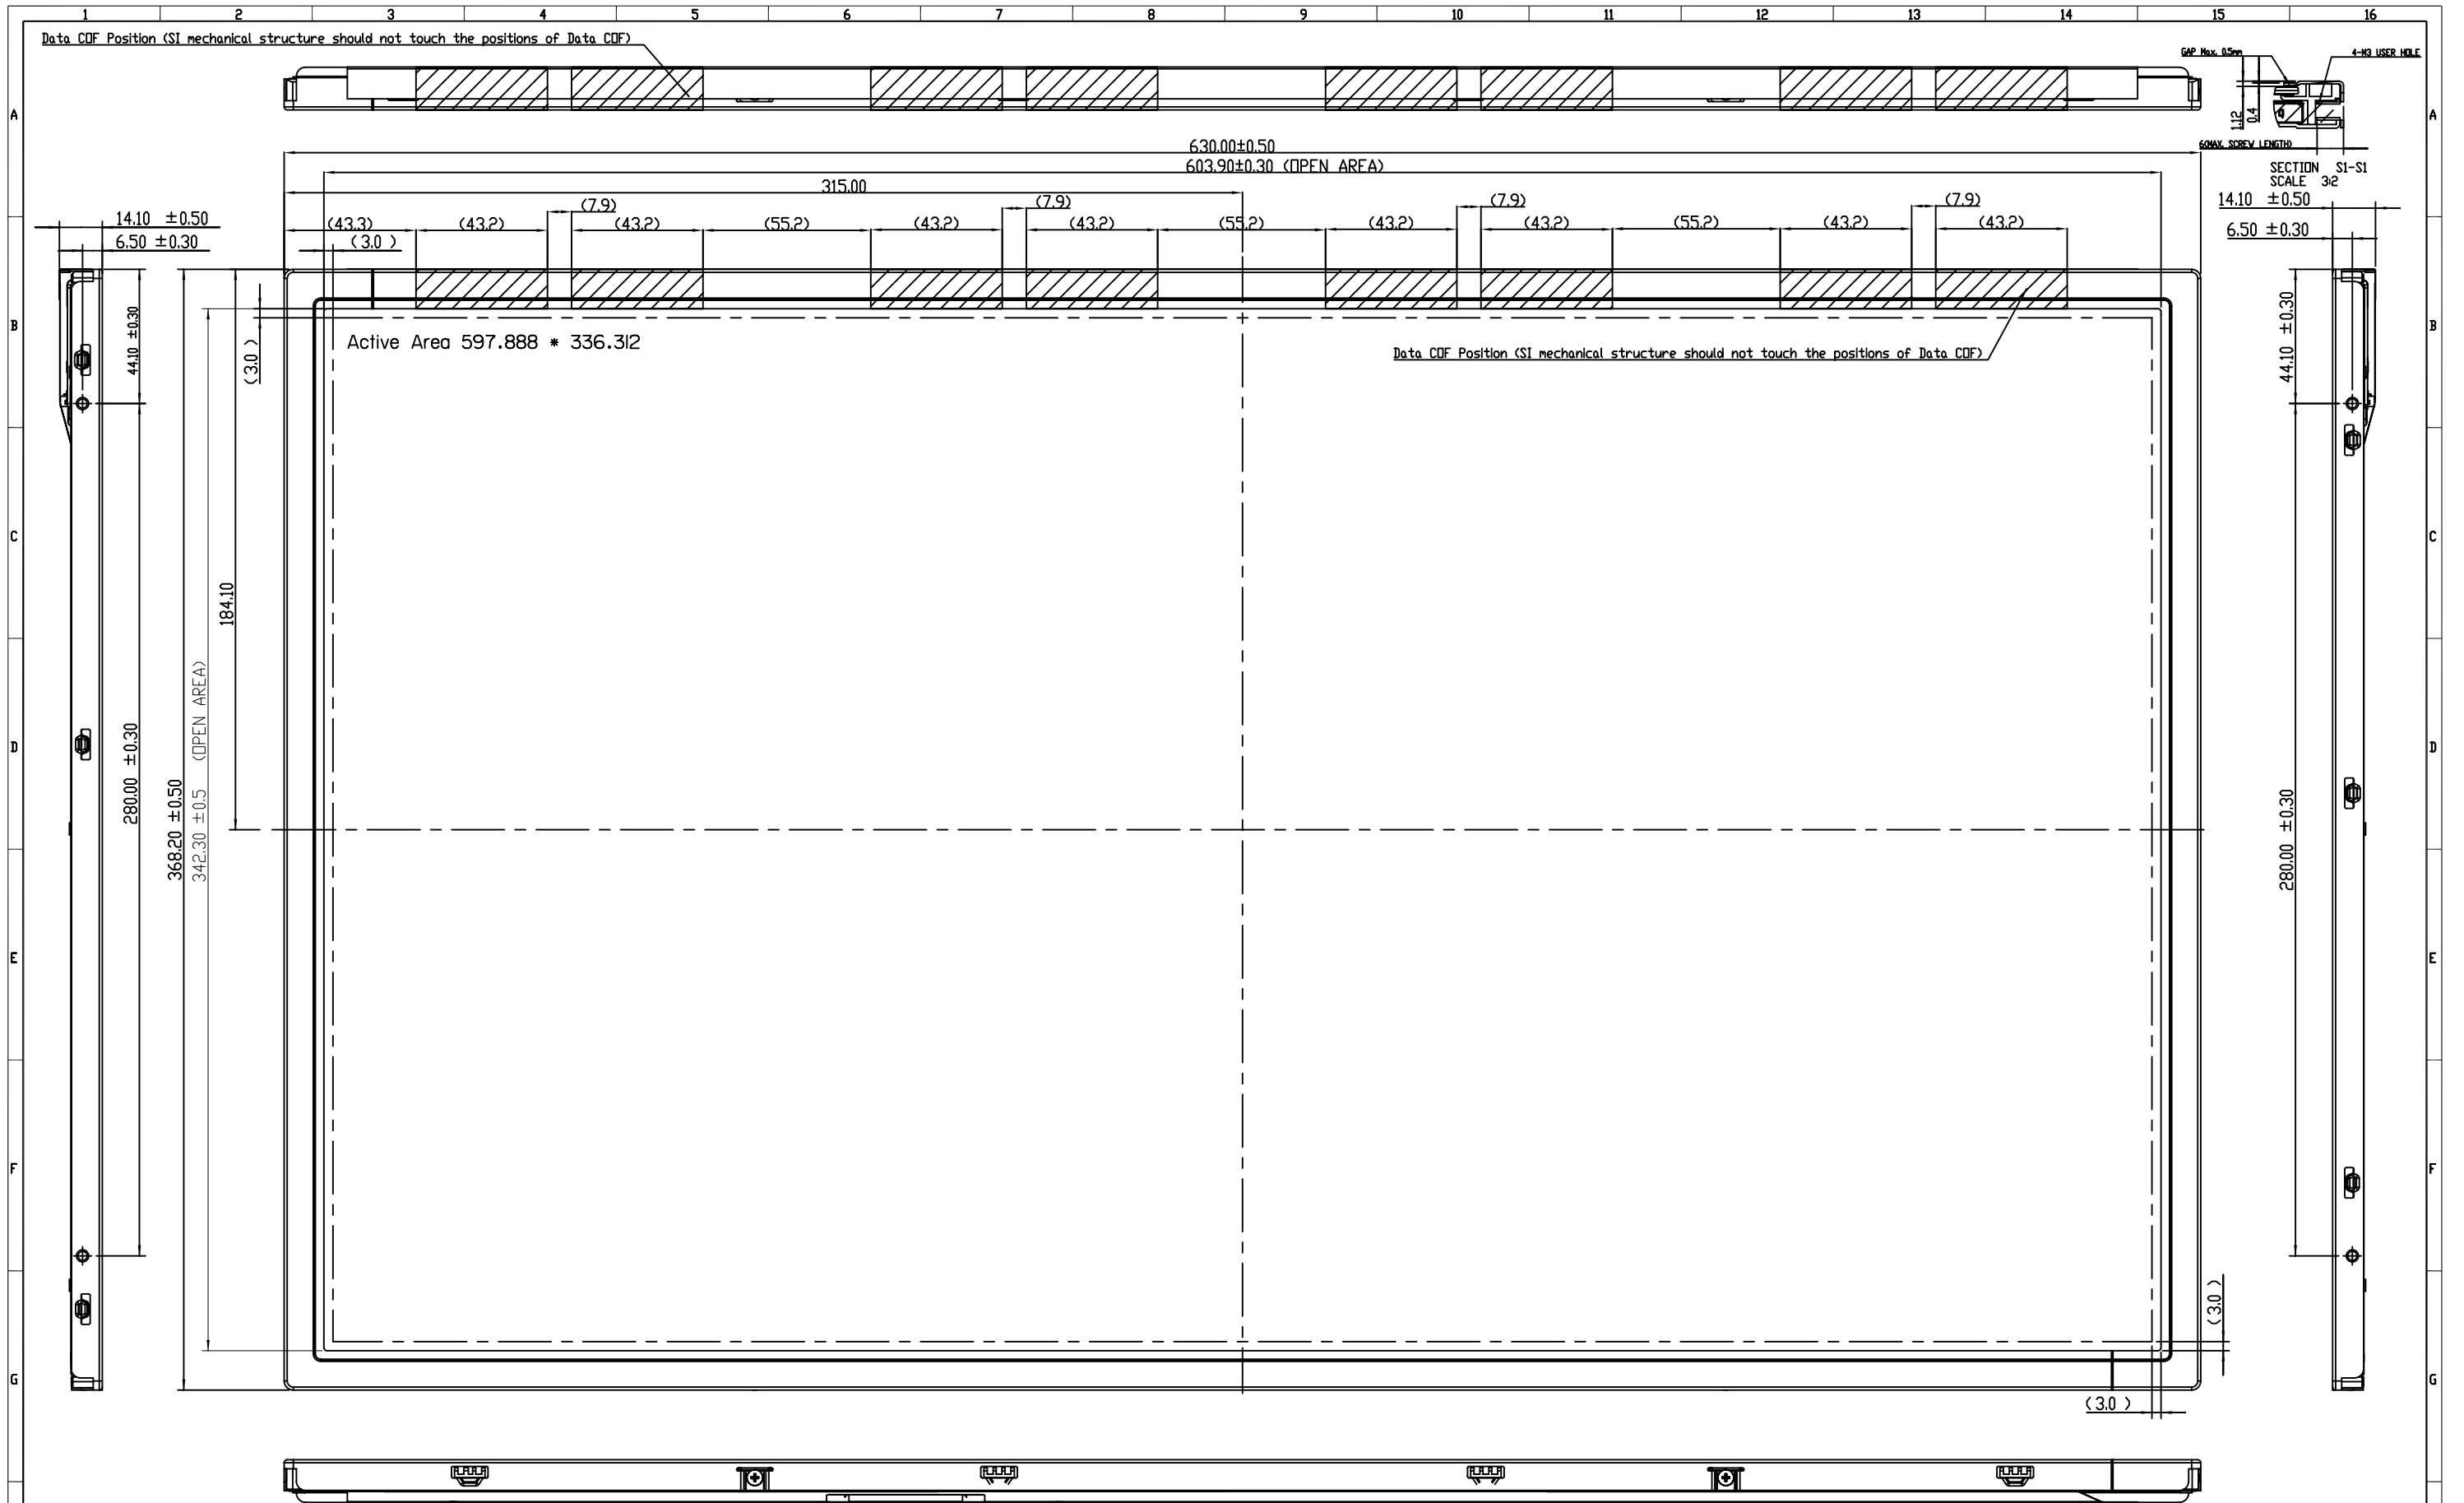 1 2 3 4 5 6 7 8 9 10 11 12 13 14 15 16
Data COF Position (SI mechanical structure should not touch the positions of Data COF)
GAP Max. 0.5mm
4-M3 USER HOLE
A
A
1.12
0.4
6(MAX. SCREW LENGTH)
SECTION S1-S1
SCALE 3:2
630.00±0.50
603.90±0.30 (OPEN AREA)
315.00
14.10 ±0.50
6.50 ±0.30
(43.3) (43.2) (7.9) (43.2) (55.2) (43.2) (7.9) (43.2) (55.2) (43.2) (7.9) (43.2) (55.2) (43.2) (7.9) (43.2)
(3.0 )
14.10 ±0.50
6.50 ±0.30
B
B
44.10 ±0.30
(3.0 )
Active Area 597.888 * 336.312
Data COF Position (SI mechanical structure should not touch the positions of Data COF)
44.10 ±0.30
C
C
184.10
D
D
280.00 ±0.30
368.20 ±0.50
342.30 ±0.5 (OPEN AREA)
280.00 ±0.30
E
E
F
F
(3.0 )
G
G
(3.0 )